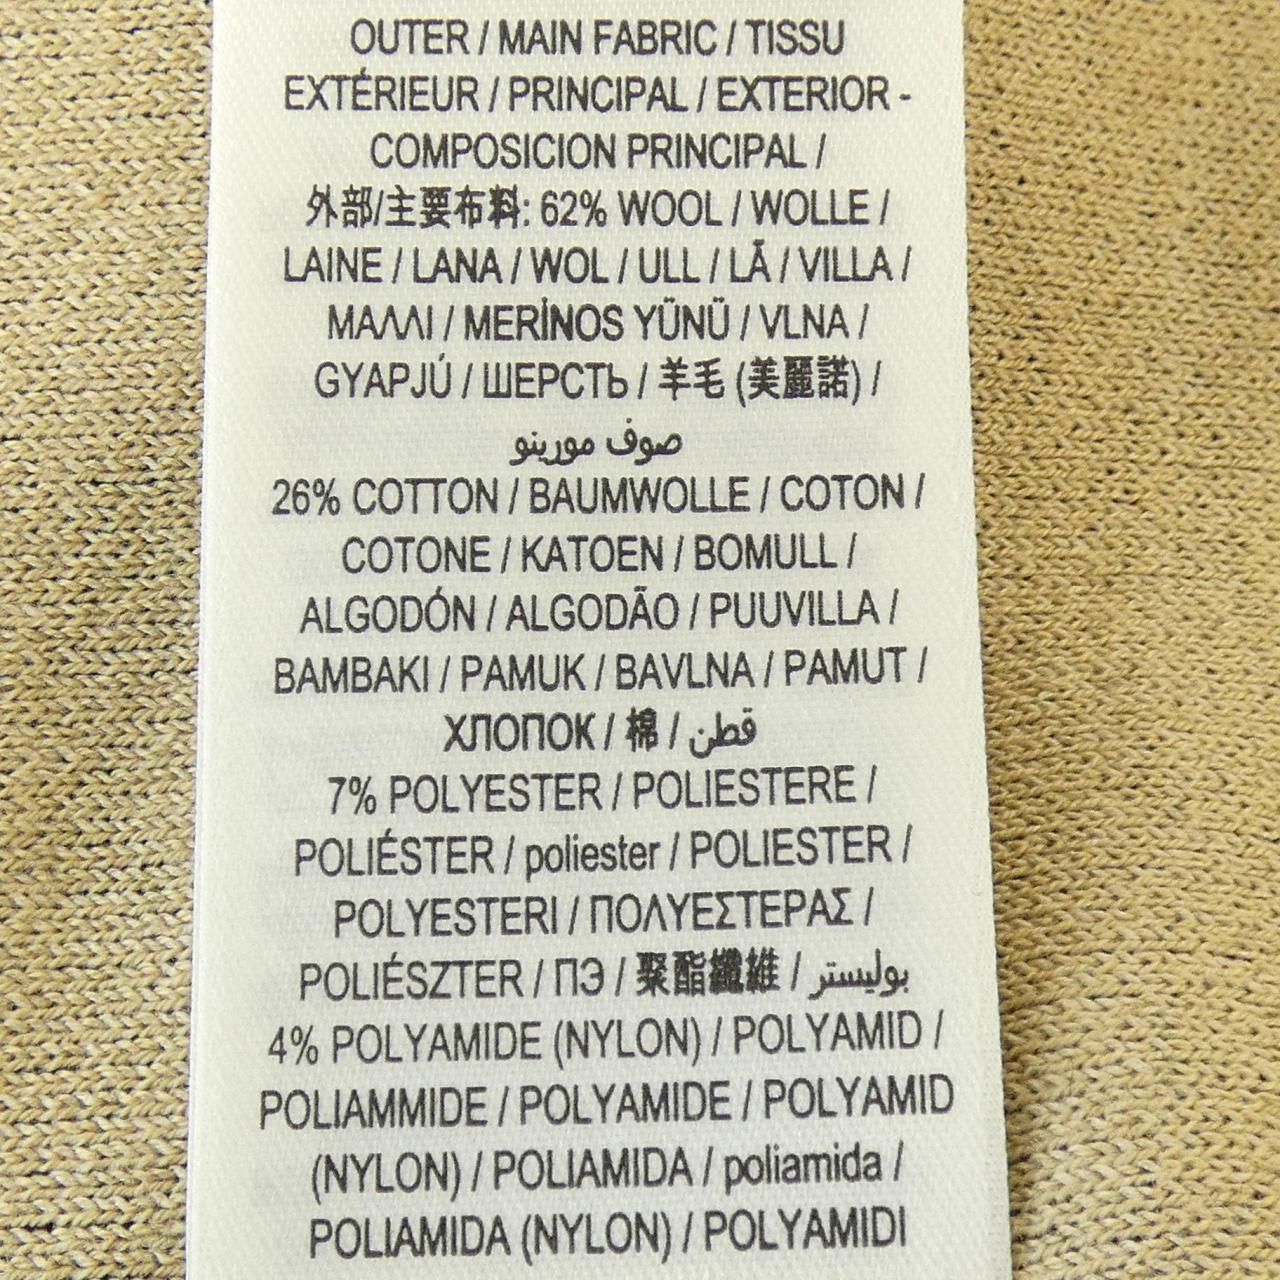 OUTER / MAIN FABRIC / TISSU
EXTÉRIEUR / PRINCIPAL / EXTERIOR -
COMPOSICION PRINCIPAL /
外部/主要布料: 62% WOOL / WOLLE /
LAINE / LANA / WOL / ULL / LÃ / VILLA /
ΜΑΛΛΙ / MERİNOS YÜNÜ / VLNA /
GYAPJÚ / ШЕРСТЬ / 羊毛 (美麗諾) /
صوف مورينو
26% COTTON / BAUMWOLLE / COTON /
COTONE / KATOEN / BOMULL /
ALGODÓN / ALGODÃO / PUUVILLA /
BAMBAKI / PAMUK / BAVLNA / PAMUT /
ХЛОПОК / 棉 / قطن
7% POLYESTER / POLIESTERE /
POLIÉSTER / poliester / POLIESTER /
POLYESTERI / ΠΟΛΥΕΣΤΕΡΑΣ /
POLIÉSZTER / ПЭ / 聚酯纖維 / بوليستر
4% POLYAMIDE (NYLON) / POLYAMID /
POLIAMMIDE / POLYAMIDE / POLYAMID
(NYLON) / POLIAMIDA / poliamida /
POLIAMIDA (NYLON) / POLYAMIDI